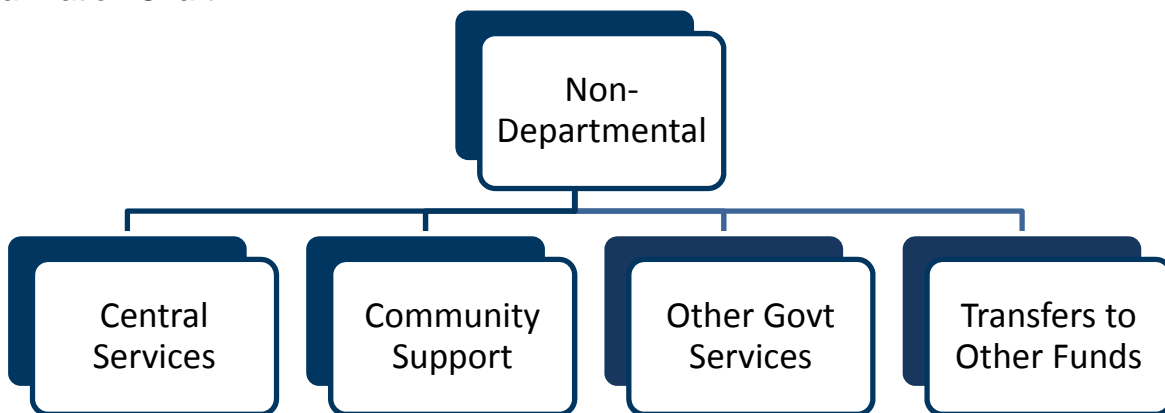 Non-
Departmental
Central
Services
Community
Support
Other Govt
Services
Transfers to
Other Funds